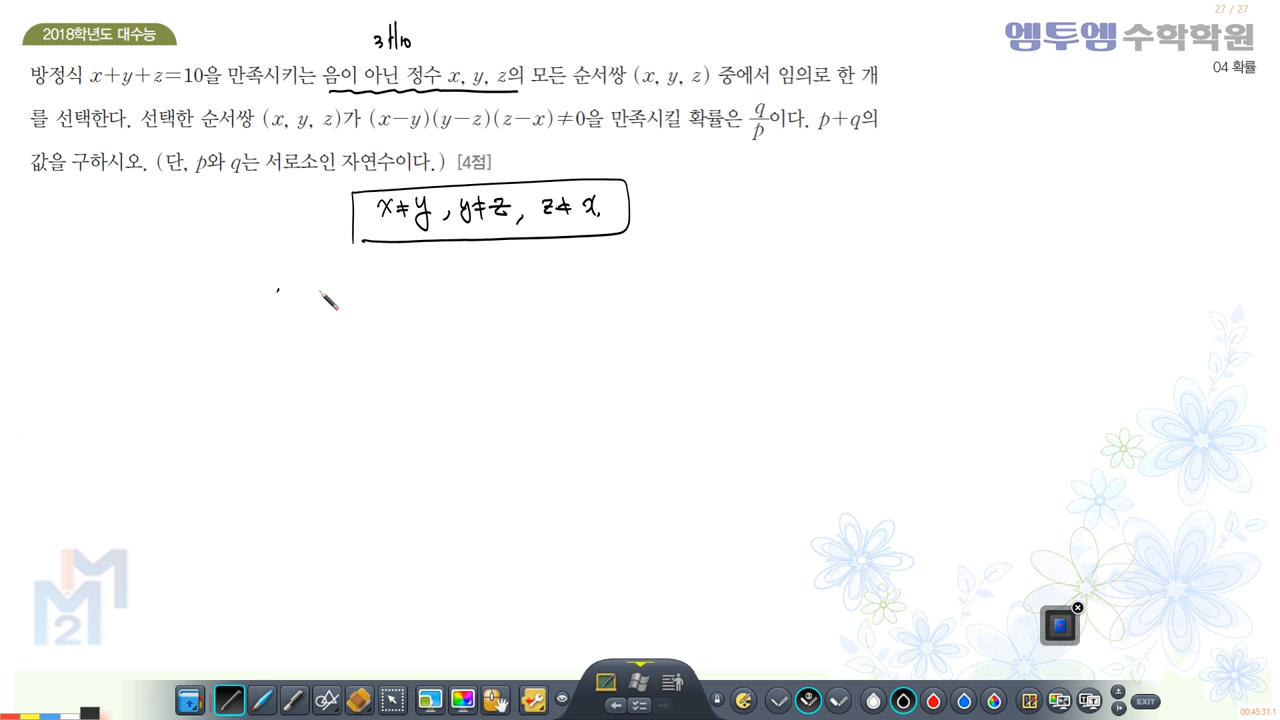 27 / 27
2018학년도 대수능
엠투엠수학학원
04 확률
3H10
방정식 x+y+z=10을 만족시키는 음이 아닌 정수 x, y, z의 모든 순서쌍 (x, y, z) 중에서 임의로 한 개
를 선택한다. 선택한 순서쌍 (x, y, z)가 (x-y)(y-z)(z-x)≠0을 만족시킬 확률은 q/p이다. p+q의
값을 구하시오. (단, p와 q는 서로소인 자연수이다.) [4점]
x≠y, y≠z, z≠x.
MM2
EXIT
00:45:31.1